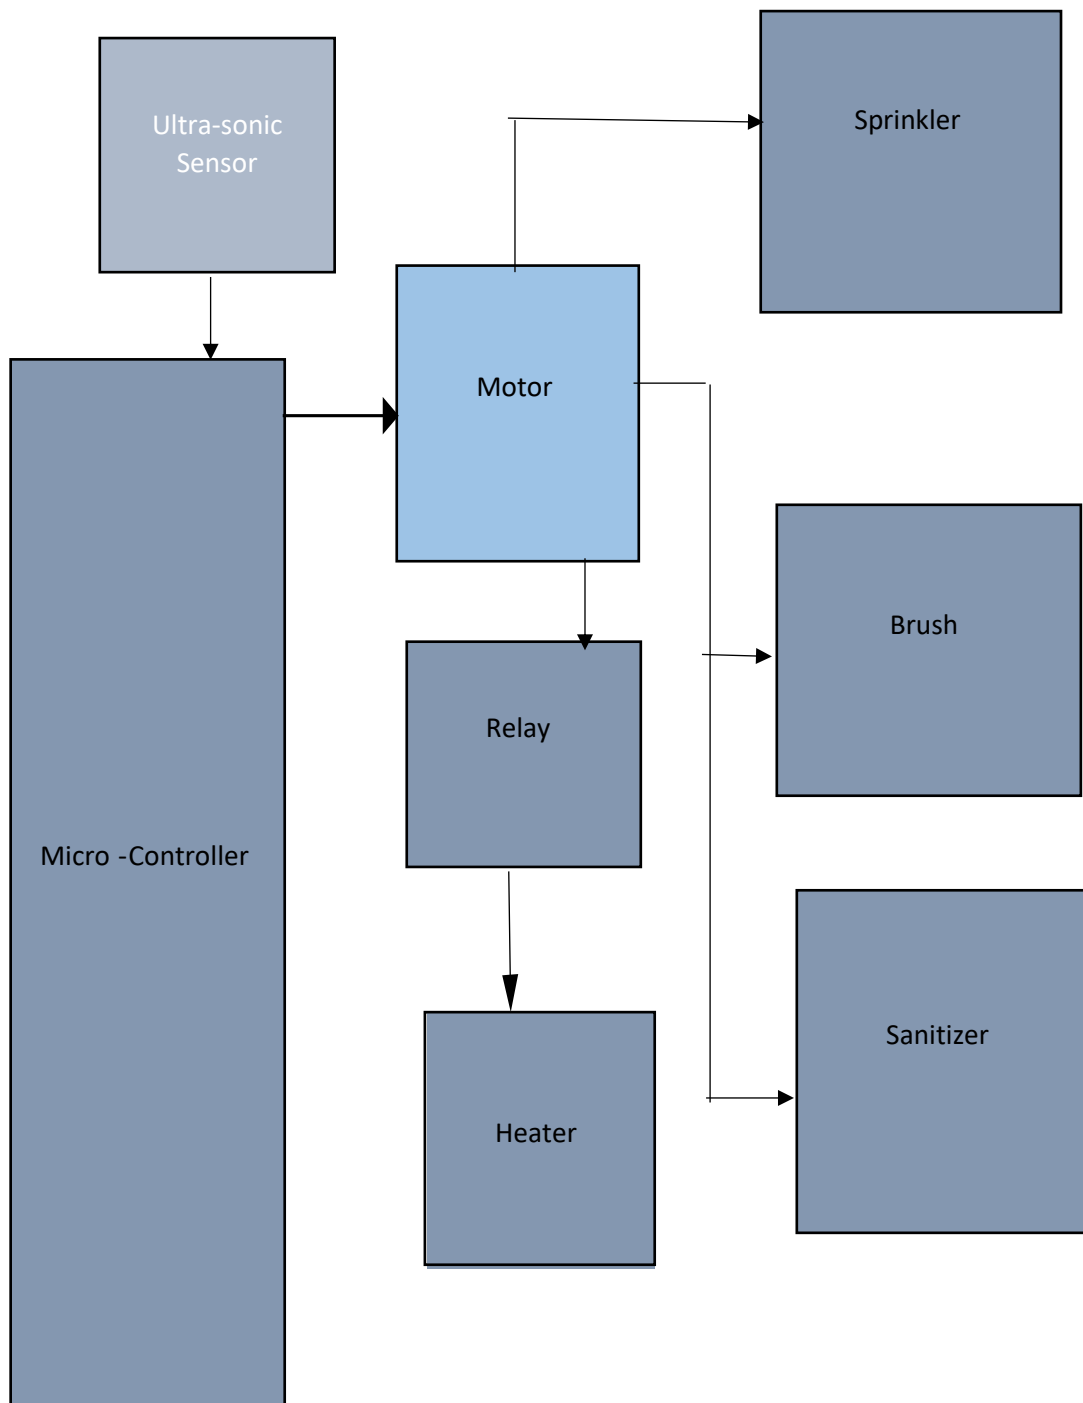 Ultra-sonic
Sensor
Sprinkler
Motor
Brush
Relay
Micro -Controller
Sanitizer
Heater